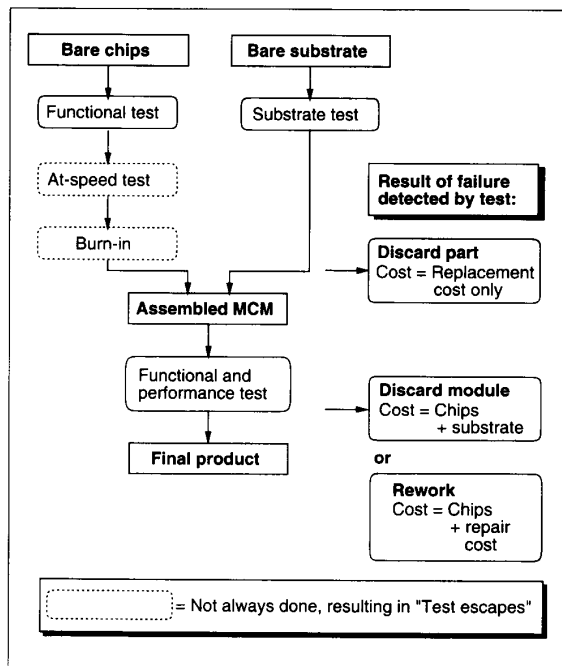 Bare chips
Bare substrate
Functional test
Substrate test
At-speed test
Burn-in
Result of failure
detected by test:
Discard part
Cost = Replacement
cost only
Assembled MCM
Functional and
performance test
Discard module
Cost = Chips
+ substrate
Final product
or
Rework
Cost = Chips
+ repair
cost
= Not always done, resulting in "Test escapes"